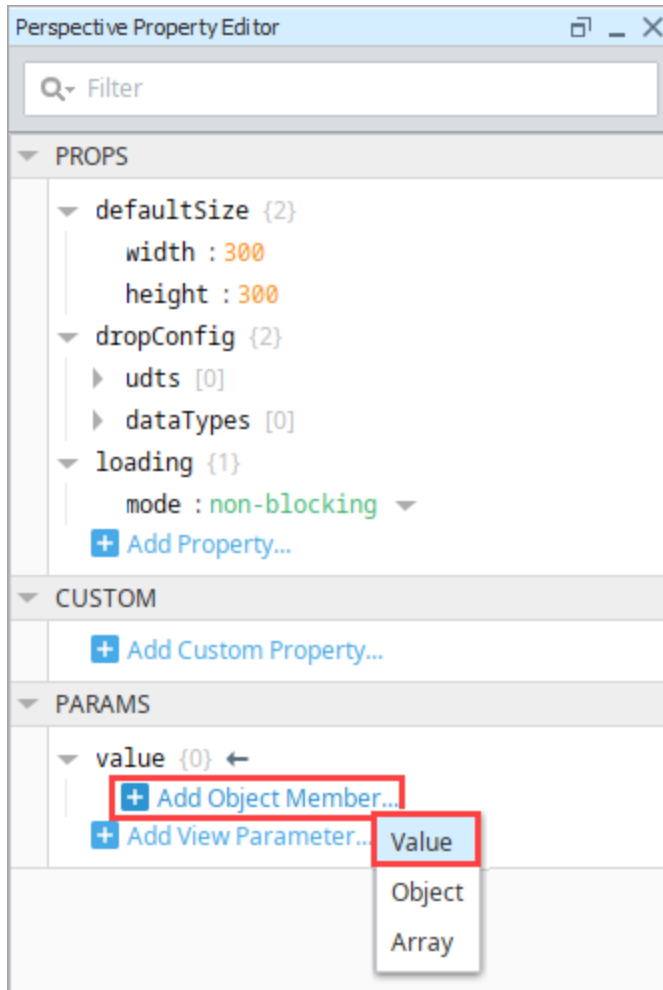 Perspective Property Editor
Filter
PROPS
defaultSize {2}
width : 300
height : 300
dropConfig {2}
udts [0]
dataTypes [0]
loading {1}
mode : non-blocking
Add Property...
CUSTOM
Add Custom Property...
PARAMS
value {0} ←
Add Object Member...
Add View Parameter...
Value
Object
Array